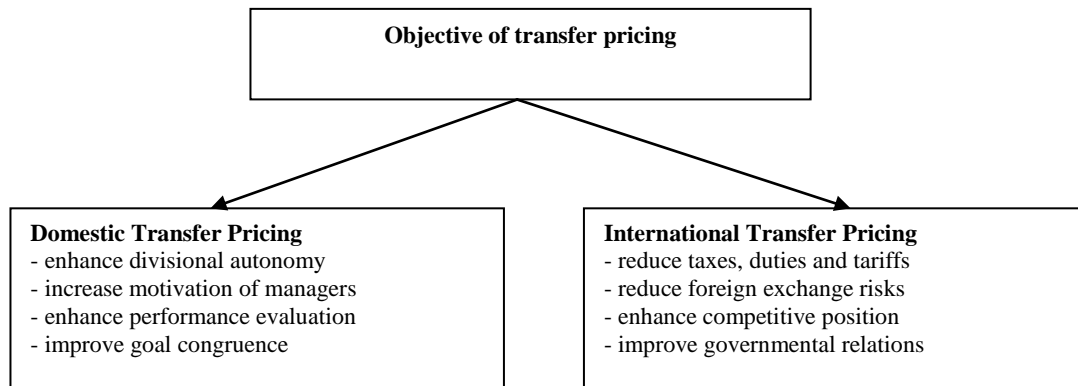 Objective of transfer pricing
Domestic Transfer Pricing
- enhance divisional autonomy
- increase motivation of managers
- enhance performance evaluation
- improve goal congruence
International Transfer Pricing
- reduce taxes, duties and tariffs
- reduce foreign exchange risks
- enhance competitive position
- improve governmental relations